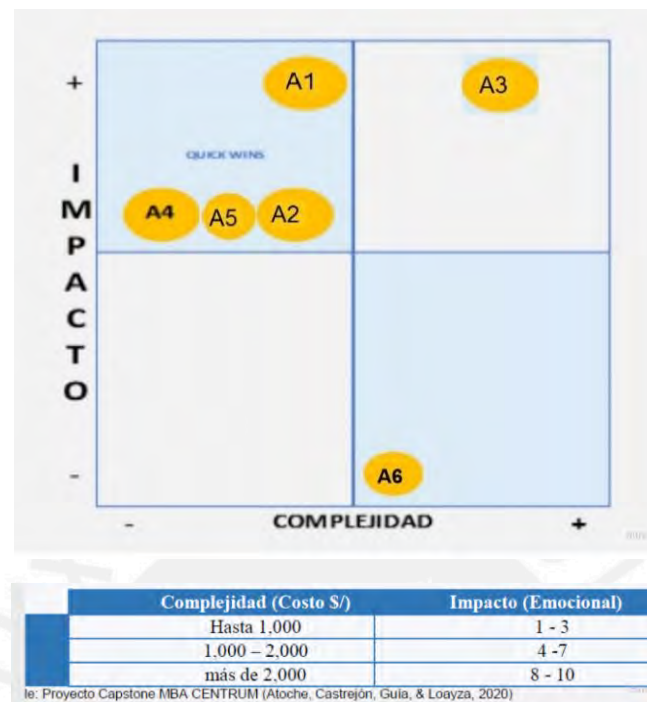 +
A1
A3
QUICK WINS
IMPACTO
A4
A5
A2
A6
-
-
COMPLEJIDAD
+
Complejidad (Costo $/)
Impacto (Emocional)
Hasta 1,000
1 - 3
1,000 – 2,000
4 -7
más de 2,000
8 - 10
le: Proyecto Capstone MBA CENTRUM (Atoche, Castrejón, Guía, & Loayza, 2020)